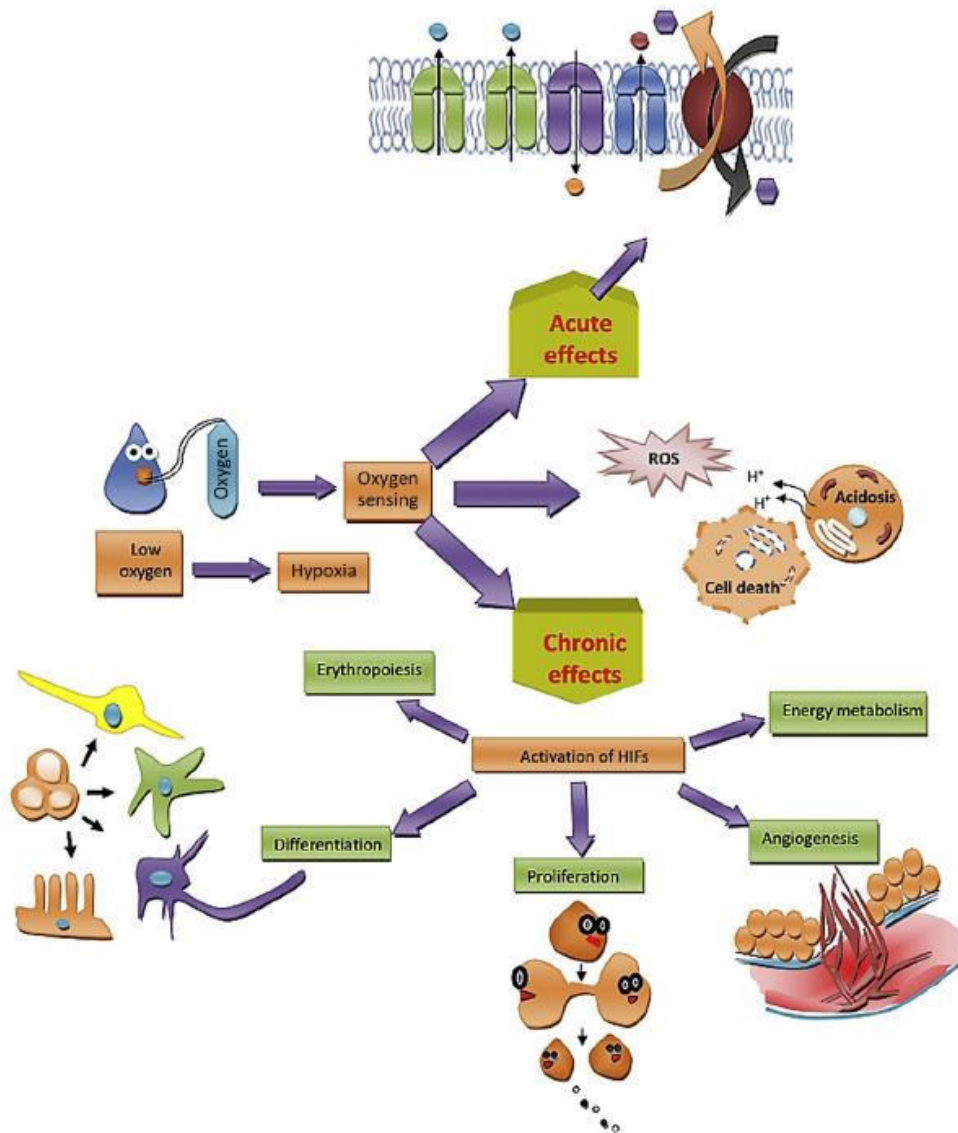 Acute
effects
Oxygen
Oxygen
sensing
ROS
H+
H+
Acidosis
Cell death
Low
oxygen
Hypoxia
Chronic
effects
Erythropoiesis
Energy metabolism
Activation of HIFs
Differentiation
Proliferation
Angiogenesis